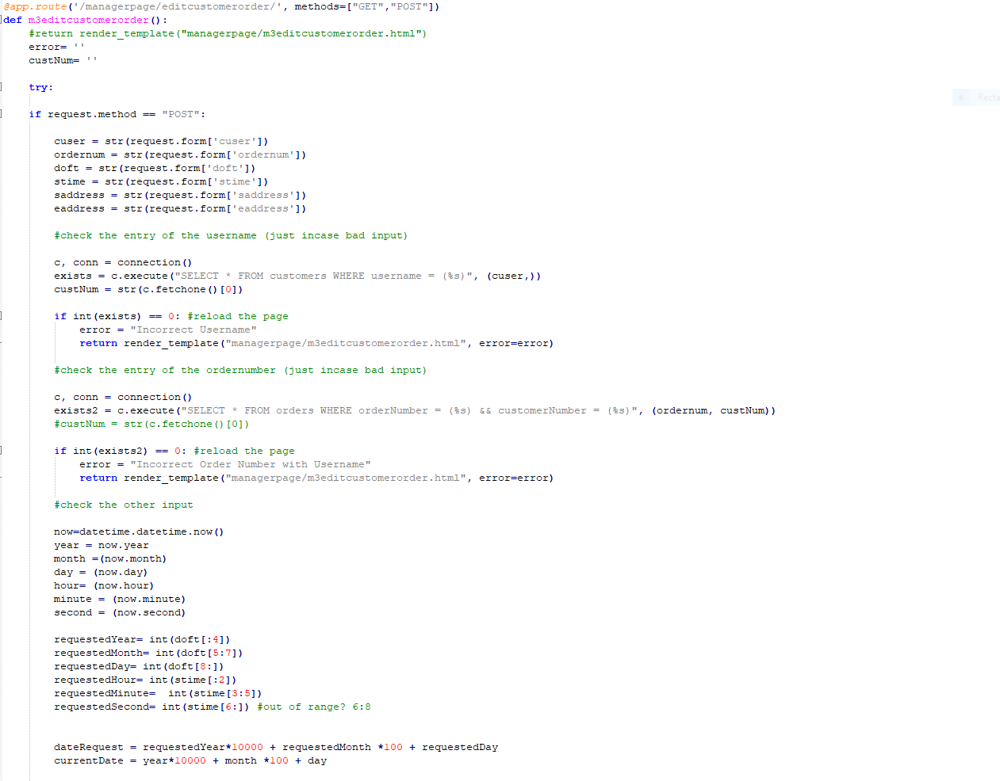 @app.route('/managerpage/editcustomerorder/', methods=["GET","POST"])
def m3editcustomerorder():
#return render_template("managerpage/m3editcustomerorder.html")
error= ''
custNum= ''
try:
if request.method == "POST":
cuser = str(request.form['cuser'])
ordernum = str(request.form['ordernum'])
doft = str(request.form['doft'])
stime = str(request.form['stime'])
saddress = str(request.form['saddress'])
eaddress = str(request.form['eaddress'])
#check the entry of the username (just incase bad input)
c, conn = connection()
exists = c.execute("SELECT * FROM customers WHERE username = (%s)", (cuser,))
custNum = str(c.fetchone()[0])
if int(exists) == 0: #reload the page
error = "Incorrect Username"
return render_template("managerpage/m3editcustomerorder.html", error=error)
#check the entry of the ordernumber (just incase bad input)
c, conn = connection()
exists2 = c.execute("SELECT * FROM orders WHERE orderNumber = (%s) && customerNumber = (%s)", (ordernum, custNum))
#custNum = str(c.fetchone()[0])
if int(exists2) == 0: #reload the page
error = "Incorrect Order Number with Username"
return render_template("managerpage/m3editcustomerorder.html", error=error)
#check the other input
now=datetime.datetime.now()
year = now.year
month =(now.month)
day = (now.day)
hour= (now.hour)
minute = (now.minute)
second = (now.second)
requestedYear= int(doft[:4])
requestedMonth= int(doft[5:7])
requestedDay= int(doft[8:])
requestedHour= int(stime[:2])
requestedMinute=  int(stime[3:5])
requestedSecond= int(stime[6:]) #out of range? 6:8
dateRequest = requestedYear*10000 + requestedMonth *100 + requestedDay
currentDate = year*10000 + month *100 + day
Recta